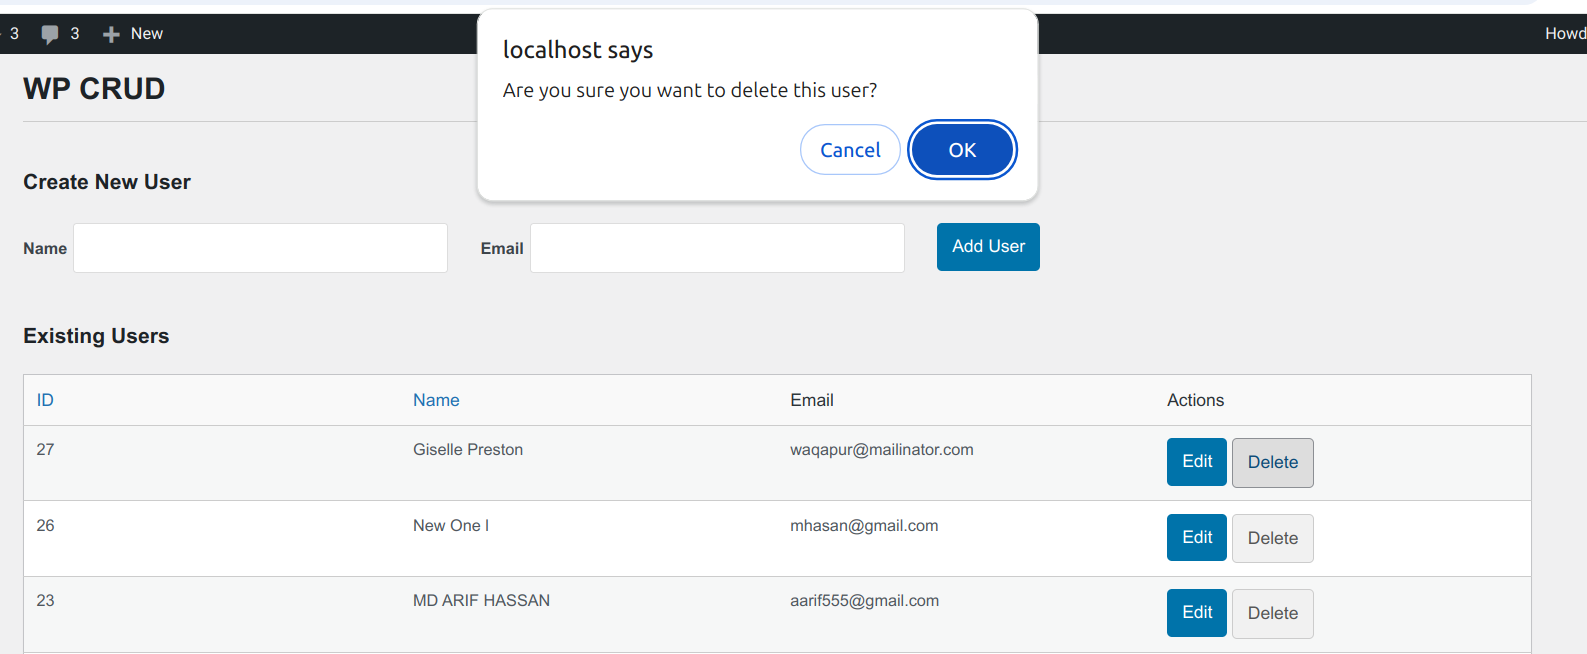 3 3 New
Howd
localhost says
Are you sure you want to delete this user?
Cancel OK
WP CRUD
Create New User
Name Email Add User
Existing Users
ID Name Email Actions
27 Giselle Preston waqapur@mailinator.com Edit Delete
26 New One I mhasan@gmail.com Edit Delete
23 MD ARIF HASSAN aarif555@gmail.com Edit Delete